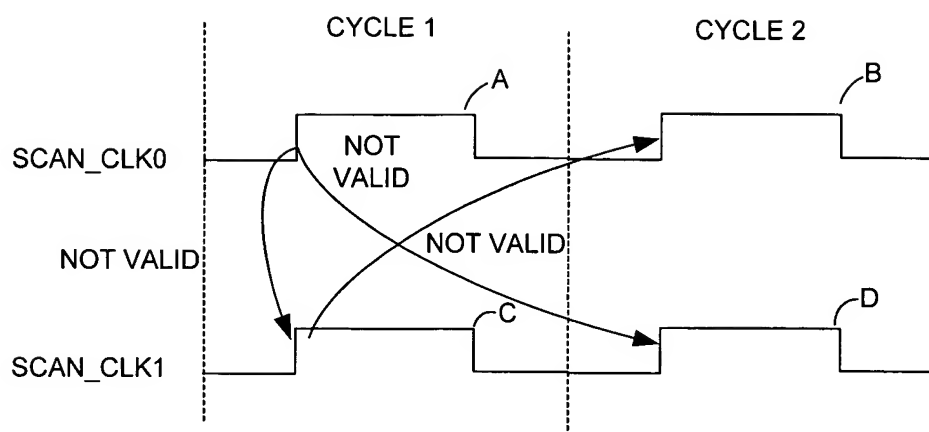 CYCLE 1
CYCLE 2
A
B
SCAN_CLK0
NOT
VALID
NOT VALID
NOT VALID
C
D
SCAN_CLK1